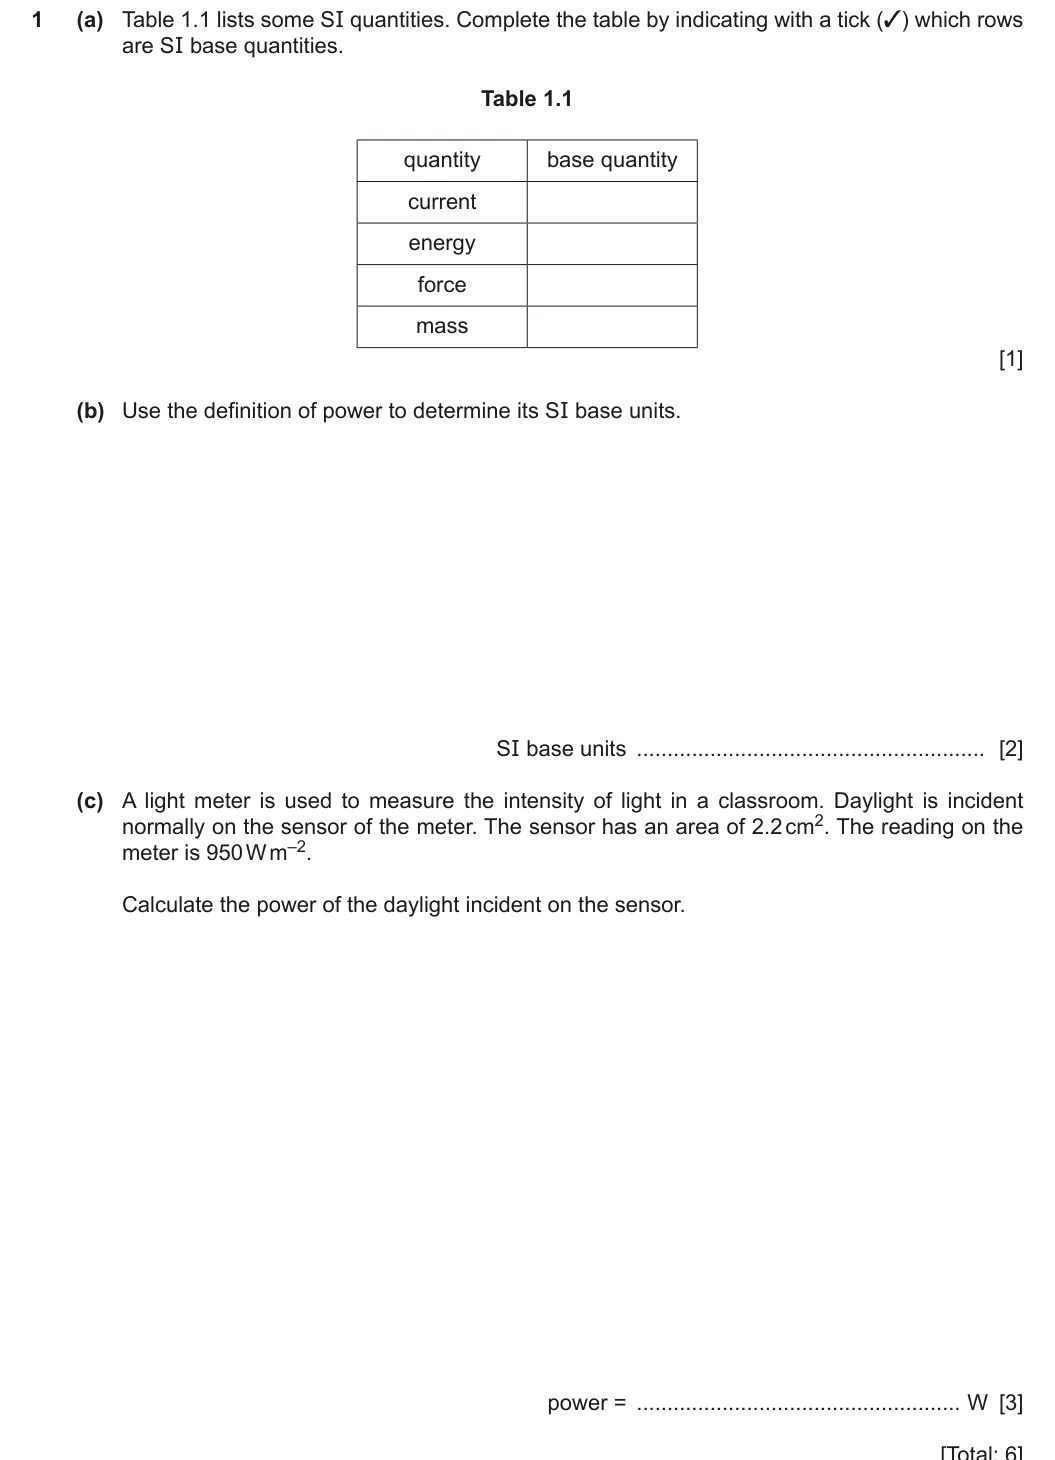 1 (a) Table 1.1 lists some SI quantities. Complete the table by indicating with a tick (✓) which rows
are SI base quantities.
Table 1.1
quantity base quantity
current
energy
force
mass
[1]
(b) Use the definition of power to determine its SI base units.
SI base units ......................................................... [2]
(c) A light meter is used to measure the intensity of light in a classroom. Daylight is incident
normally on the sensor of the meter. The sensor has an area of 2.2 cm². The reading on the
meter is 950 W m⁻².
Calculate the power of the daylight incident on the sensor.
power = ..................................................... W [3]
[Total: 6]